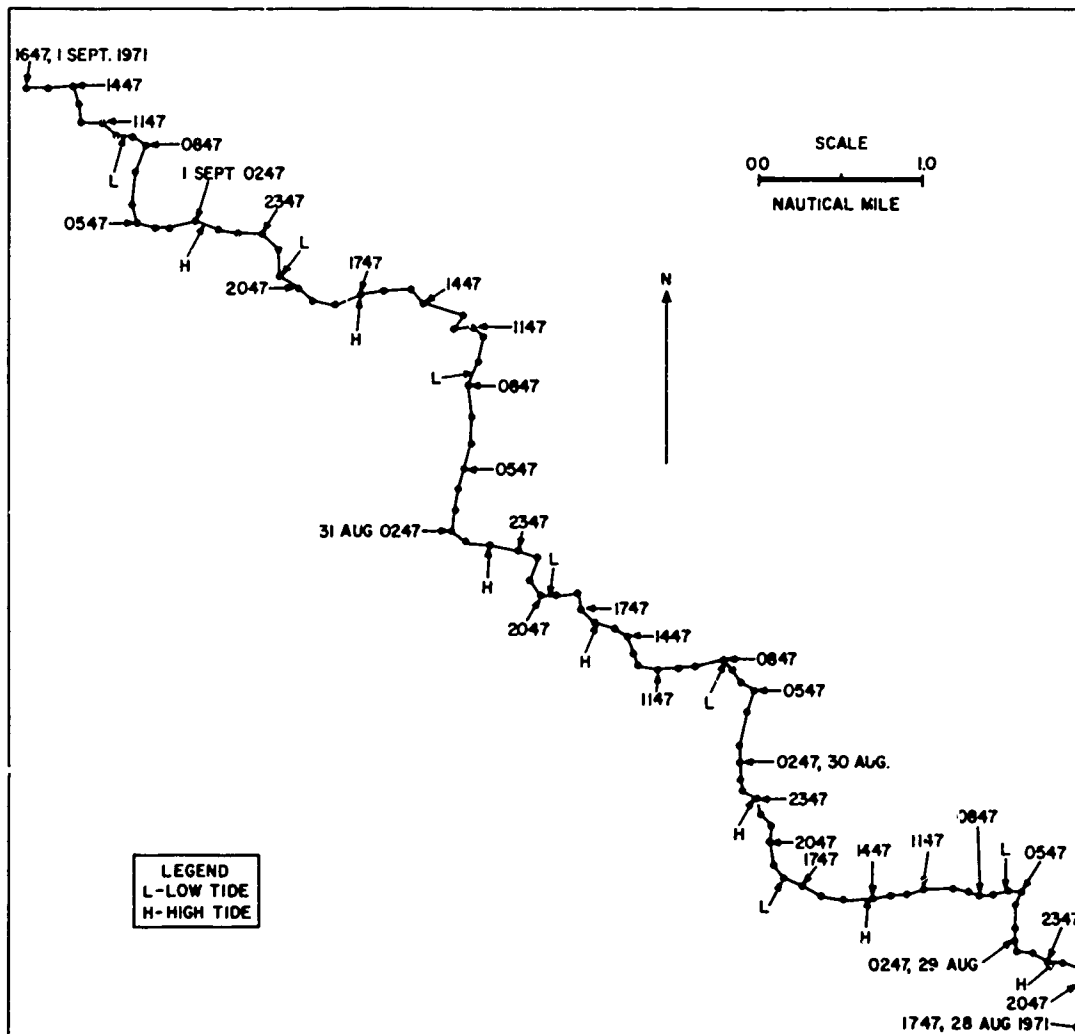 1647, 1 SEPT. 1971
1447
1147
0847
L
1 SEPT 0247
2347
0547
H
L
2047
1747
1447
H
1147
L
0847
0547
31 AUG 0247
2347
H
L
2047
1747
H
1447
1147
0847
L
0547
0247, 30 AUG.
2347
H
2047
1747
1447
1147
0847
L
0547
L
H
2347
0247, 29 AUG
H
2047
1747, 28 AUG 1971
SCALE
0.0 1.0
NAUTICAL MILE
N
LEGEND
L-LOW TIDE
H-HIGH TIDE